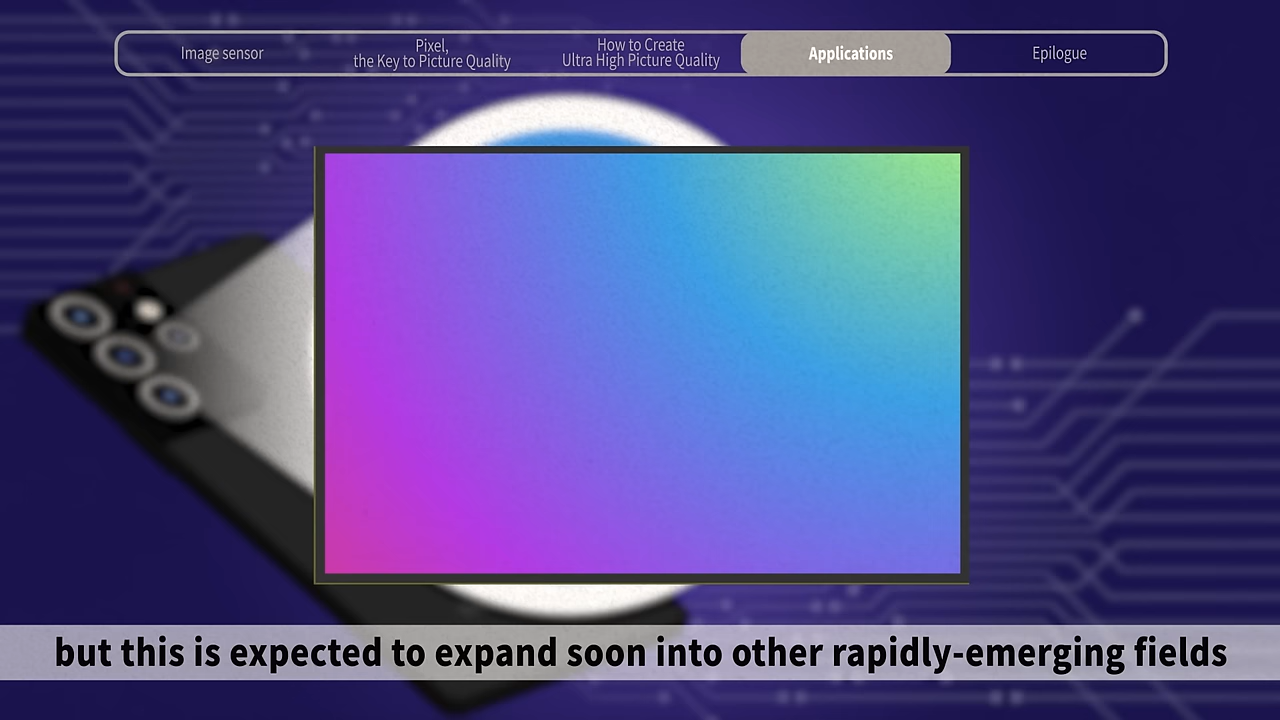 Image sensor
Pixel,
the Key to Picture Quality
How to Create
Ultra High Picture Quality
Applications
Epilogue
but this is expected to expand soon into other rapidly-emerging fields